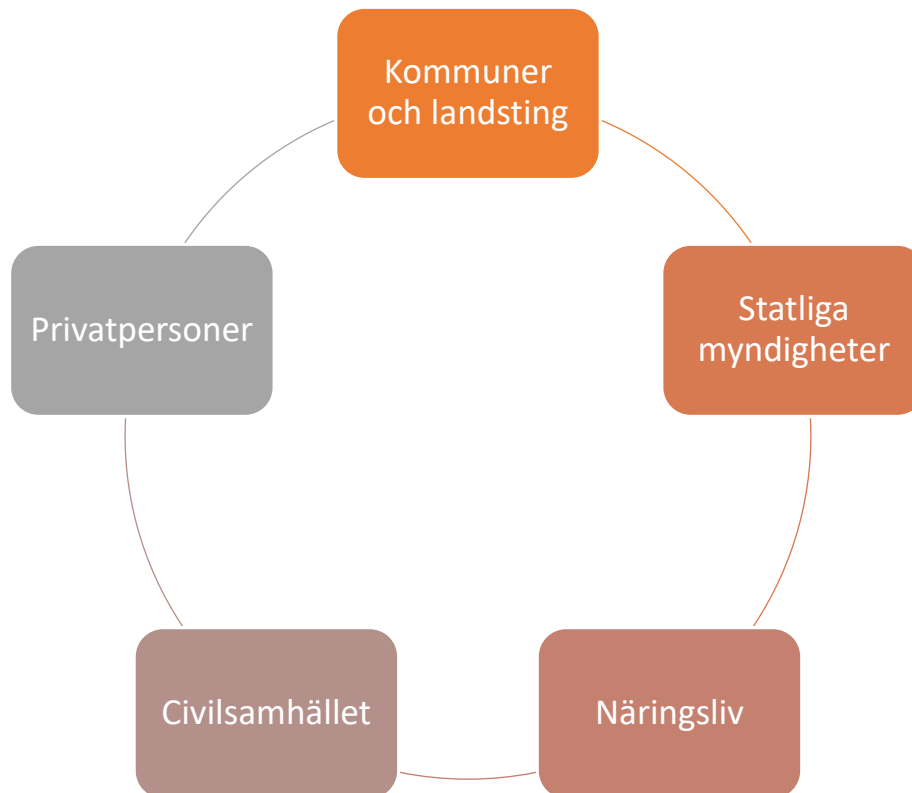 Kommuner
och landsting
Statliga
myndigheter
Näringsliv
Civilsamhället
Privatpersoner